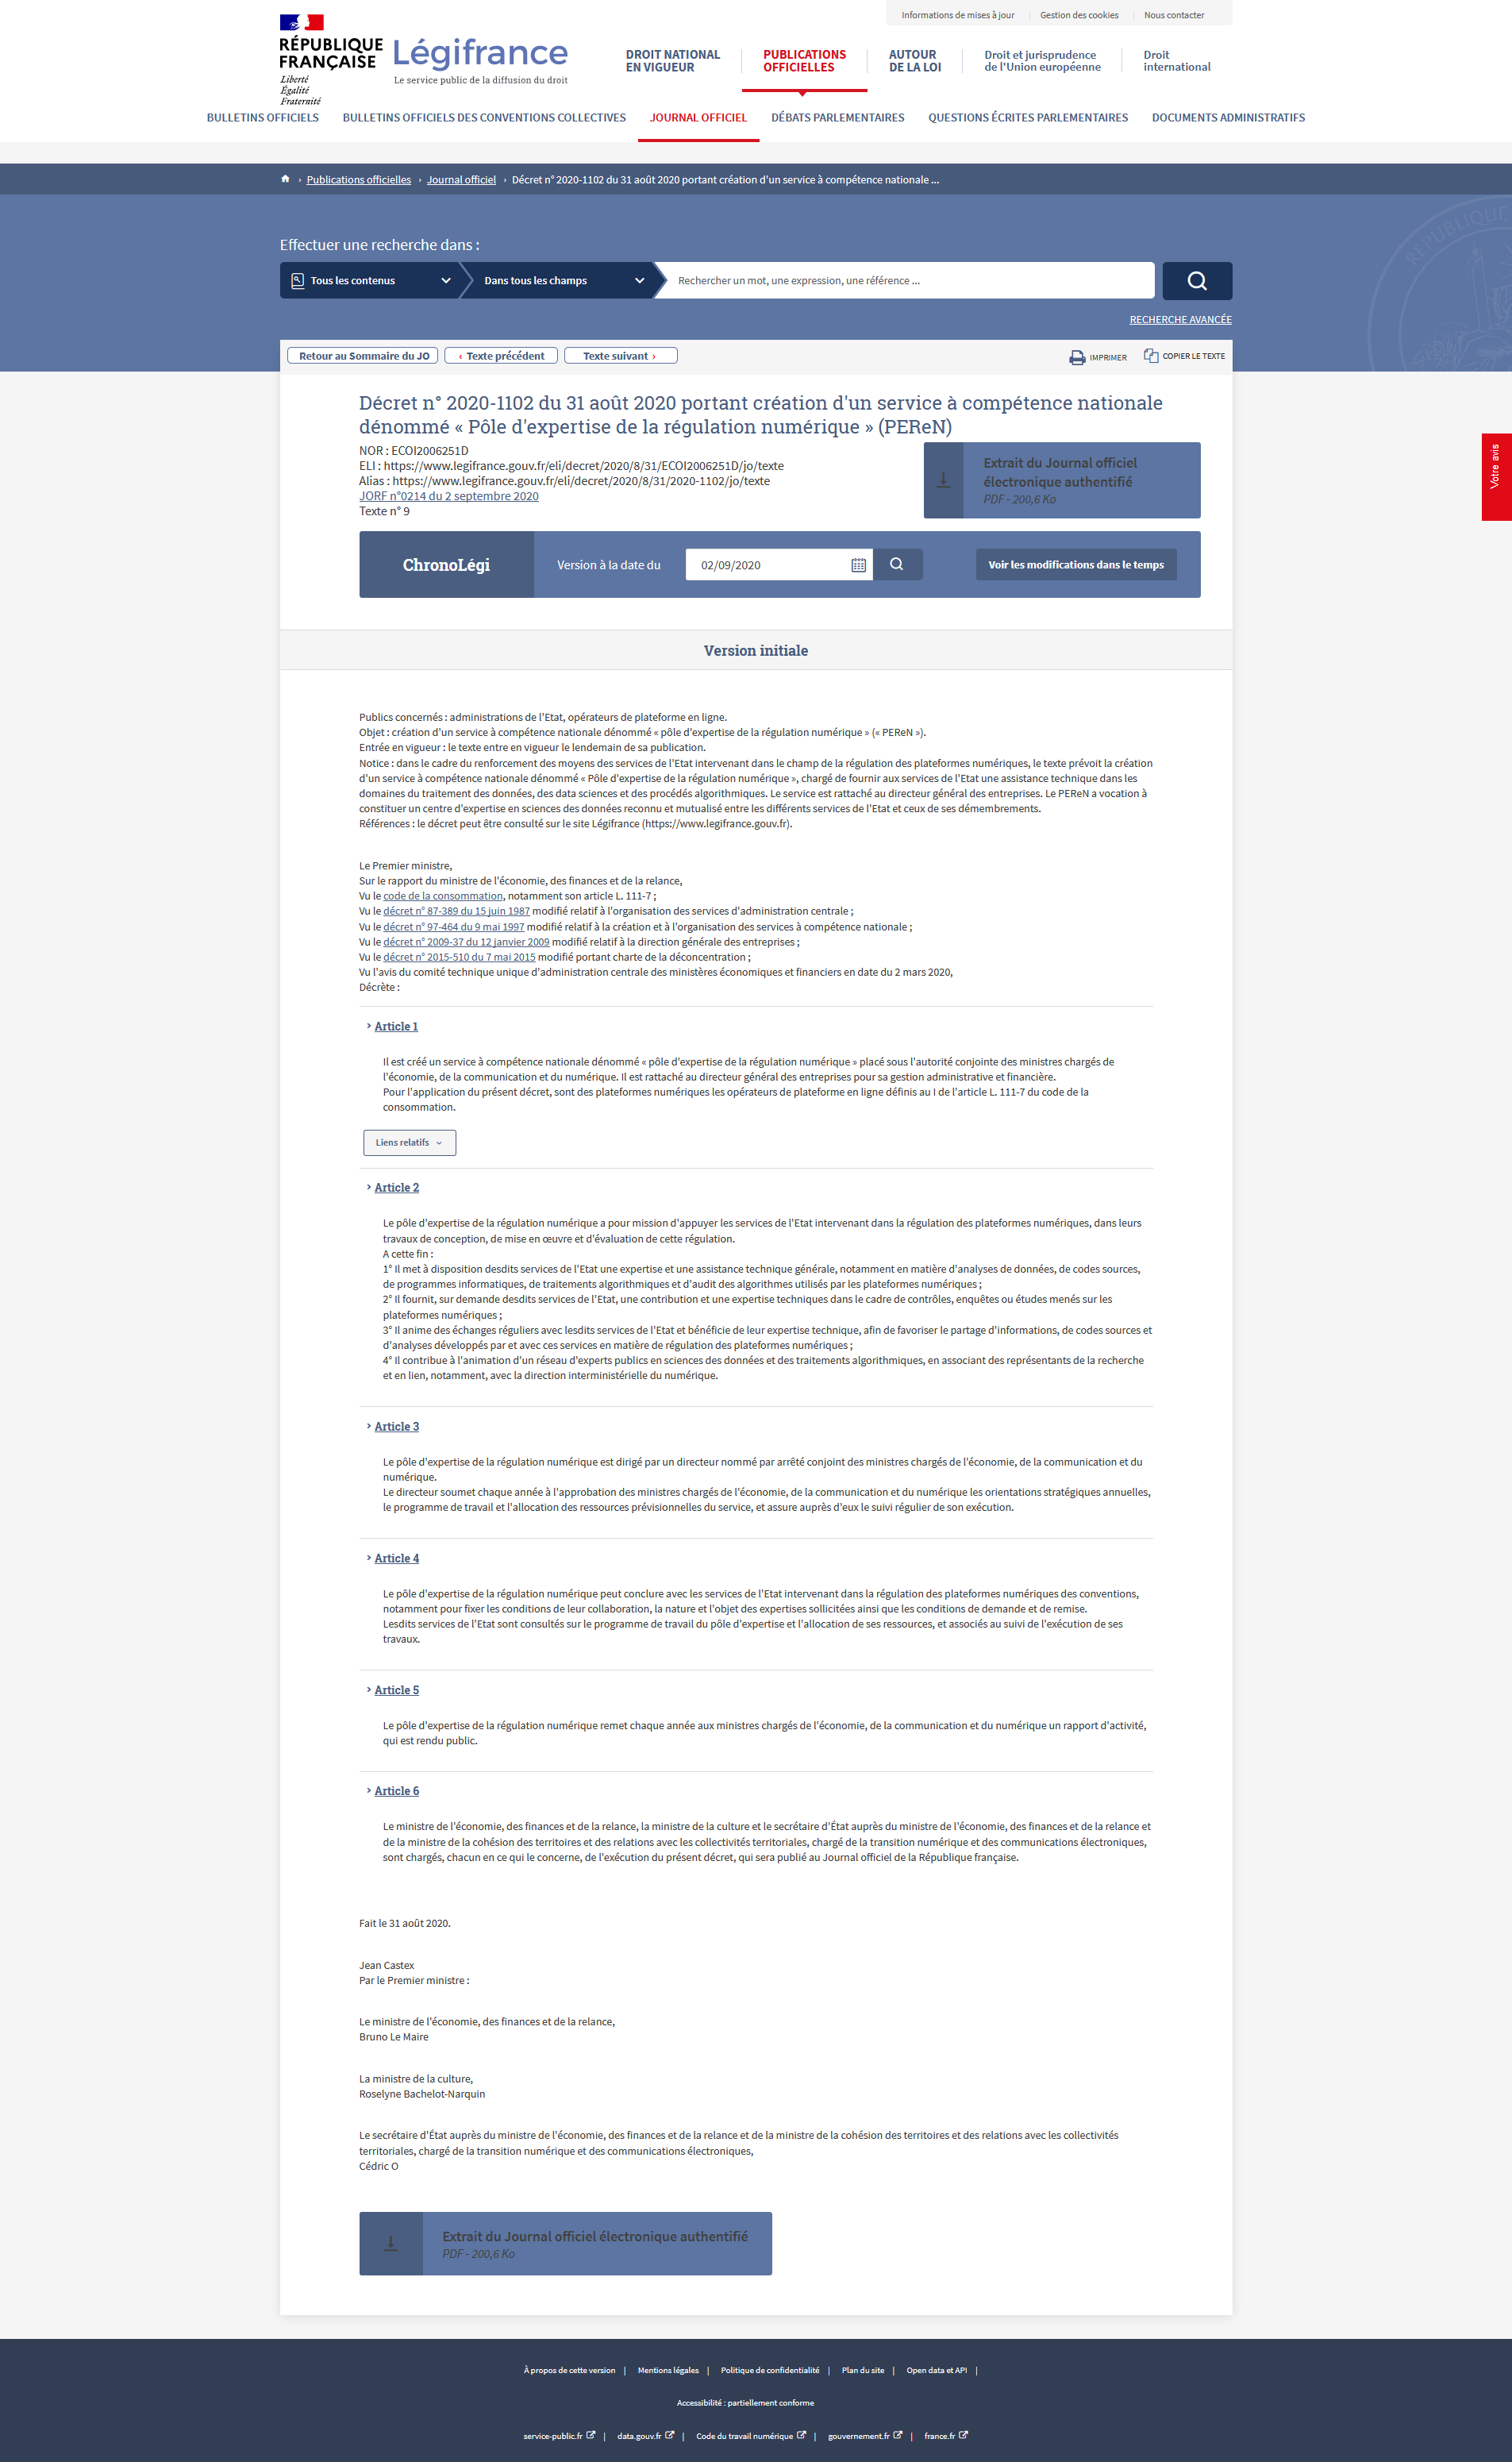 Informations de mises à jour
Gestion des cookies
Nous contacter
RÉPUBLIQUE
FRANÇAISE
Liberté
Égalité
Fraternité
Légifrance
Le service public de la diffusion du droit
DROIT NATIONAL
EN VIGUEUR
PUBLICATIONS
OFFICIELLES
AUTOUR
DE LA LOI
Droit et jurisprudence
de l'Union européenne
Droit
international
BULLETINS OFFICIELS
BULLETINS OFFICIELS DES CONVENTIONS COLLECTIVES
JOURNAL OFFICIEL
DÉBATS PARLEMENTAIRES
QUESTIONS ÉCRITES PARLEMENTAIRES
DOCUMENTS ADMINISTRATIFS
› Publications officielles › Journal officiel › Décret n° 2020-1102 du 31 août 2020 portant création d'un service à compétence nationale ...
RÉPUBLIQUE
Effectuer une recherche dans :
Tous les contenus
Dans tous les champs
Rechercher un mot, une expression, une référence ...
RECHERCHE AVANCÉE
Retour au Sommaire du JO
‹ Texte précédent
Texte suivant ›
IMPRIMER
COPIER LE TEXTE
Décret n° 2020-1102 du 31 août 2020 portant création d'un service à compétence nationale
dénommé « Pôle d'expertise de la régulation numérique » (PEReN)
NOR : ECOI2006251D
ELI : https://www.legifrance.gouv.fr/eli/decret/2020/8/31/ECOI2006251D/jo/texte
Alias : https://www.legifrance.gouv.fr/eli/decret/2020/8/31/2020-1102/jo/texte
JORF n°0214 du 2 septembre 2020
Texte n° 9
Extrait du Journal officiel
électronique authentifié
PDF - 200,6 Ko
Votre avis
ChronoLégi
Version à la date du
02/09/2020
Voir les modifications dans le temps
Version initiale
Publics concernés : administrations de l'Etat, opérateurs de plateforme en ligne.
Objet : création d'un service à compétence nationale dénommé « pôle d'expertise de la régulation numérique » (« PEReN »).
Entrée en vigueur : le texte entre en vigueur le lendemain de sa publication.
Notice : dans le cadre du renforcement des moyens des services de l'Etat intervenant dans le champ de la régulation des plateformes numériques, le texte prévoit la création
d'un service à compétence nationale dénommé « Pôle d'expertise de la régulation numérique », chargé de fournir aux services de l'Etat une assistance technique dans les
domaines du traitement des données, des data sciences et des procédés algorithmiques. Le service est rattaché au directeur général des entreprises. Le PEReN a vocation à
constituer un centre d'expertise en sciences des données reconnu et mutualisé entre les différents services de l'Etat et ceux de ses démembrements.
Références : le décret peut être consulté sur le site Légifrance (https://www.legifrance.gouv.fr).
Le Premier ministre,
Sur le rapport du ministre de l'économie, des finances et de la relance,
Vu le code de la consommation, notamment son article L. 111-7 ;
Vu le décret n° 87-389 du 15 juin 1987 modifié relatif à l'organisation des services d'administration centrale ;
Vu le décret n° 97-464 du 9 mai 1997 modifié relatif à la création et à l'organisation des services à compétence nationale ;
Vu le décret n° 2009-37 du 12 janvier 2009 modifié relatif à la direction générale des entreprises ;
Vu le décret n° 2015-510 du 7 mai 2015 modifié portant charte de la déconcentration ;
Vu l'avis du comité technique unique d'administration centrale des ministères économiques et financiers en date du 2 mars 2020,
Décrète :
Article 1
Il est créé un service à compétence nationale dénommé « pôle d'expertise de la régulation numérique » placé sous l'autorité conjointe des ministres chargés de
l'économie, de la communication et du numérique. Il est rattaché au directeur général des entreprises pour sa gestion administrative et financière.
Pour l'application du présent décret, sont des plateformes numériques les opérateurs de plateforme en ligne définis au I de l'article L. 111-7 du code de la
consommation.
Liens relatifs
Article 2
Le pôle d'expertise de la régulation numérique a pour mission d'appuyer les services de l'Etat intervenant dans la régulation des plateformes numériques, dans leurs
travaux de conception, de mise en œuvre et d'évaluation de cette régulation.
A cette fin :
1° Il met à disposition desdits services de l'Etat une expertise et une assistance technique générale, notamment en matière d'analyses de données, de codes sources,
de programmes informatiques, de traitements algorithmiques et d'audit des algorithmes utilisés par les plateformes numériques ;
2° Il fournit, sur demande desdits services de l'Etat, une contribution et une expertise techniques dans le cadre de contrôles, enquêtes ou études menés sur les
plateformes numériques ;
3° Il anime des échanges réguliers avec lesdits services de l'Etat et bénéficie de leur expertise technique, afin de favoriser le partage d'informations, de codes sources et
d'analyses développés par et avec ces services en matière de régulation des plateformes numériques ;
4° Il contribue à l'animation d'un réseau d'experts publics en sciences des données et des traitements algorithmiques, en associant des représentants de la recherche
et en lien, notamment, avec la direction interministérielle du numérique.
Article 3
Le pôle d'expertise de la régulation numérique est dirigé par un directeur nommé par arrêté conjoint des ministres chargés de l'économie, de la communication et du
numérique.
Le directeur soumet chaque année à l'approbation des ministres chargés de l'économie, de la communication et du numérique les orientations stratégiques annuelles,
le programme de travail et l'allocation des ressources prévisionnelles du service, et assure auprès d'eux le suivi régulier de son exécution.
Article 4
Le pôle d'expertise de la régulation numérique peut conclure avec les services de l'Etat intervenant dans la régulation des plateformes numériques des conventions,
notamment pour fixer les conditions de leur collaboration, la nature et l'objet des expertises sollicitées ainsi que les conditions de demande et de remise.
Lesdits services de l'Etat sont consultés sur le programme de travail du pôle d'expertise et l'allocation de ses ressources, et associés au suivi de l'exécution de ses
travaux.
Article 5
Le pôle d'expertise de la régulation numérique remet chaque année aux ministres chargés de l'économie, de la communication et du numérique un rapport d'activité,
qui est rendu public.
Article 6
Le ministre de l'économie, des finances et de la relance, la ministre de la culture et le secrétaire d'État auprès du ministre de l'économie, des finances et de la relance et
de la ministre de la cohésion des territoires et des relations avec les collectivités territoriales, chargé de la transition numérique et des communications électroniques,
sont chargés, chacun en ce qui le concerne, de l'exécution du présent décret, qui sera publié au Journal officiel de la République française.
Fait le 31 août 2020.
Jean Castex
Par le Premier ministre :
Le ministre de l'économie, des finances et de la relance,
Bruno Le Maire
La ministre de la culture,
Roselyne Bachelot-Narquin
Le secrétaire d'État auprès du ministre de l'économie, des finances et de la relance et de la ministre de la cohésion des territoires et des relations avec les collectivités
territoriales, chargé de la transition numérique et des communications électroniques,
Cédric O
Extrait du Journal officiel électronique authentifié
PDF - 200,6 Ko
À propos de cette version | Mentions légales | Politique de confidentialité | Plan du site | Open data et API |
Accessibilité : partiellement conforme
service-public.fr | data.gouv.fr | Code du travail numérique | gouvernement.fr | france.fr